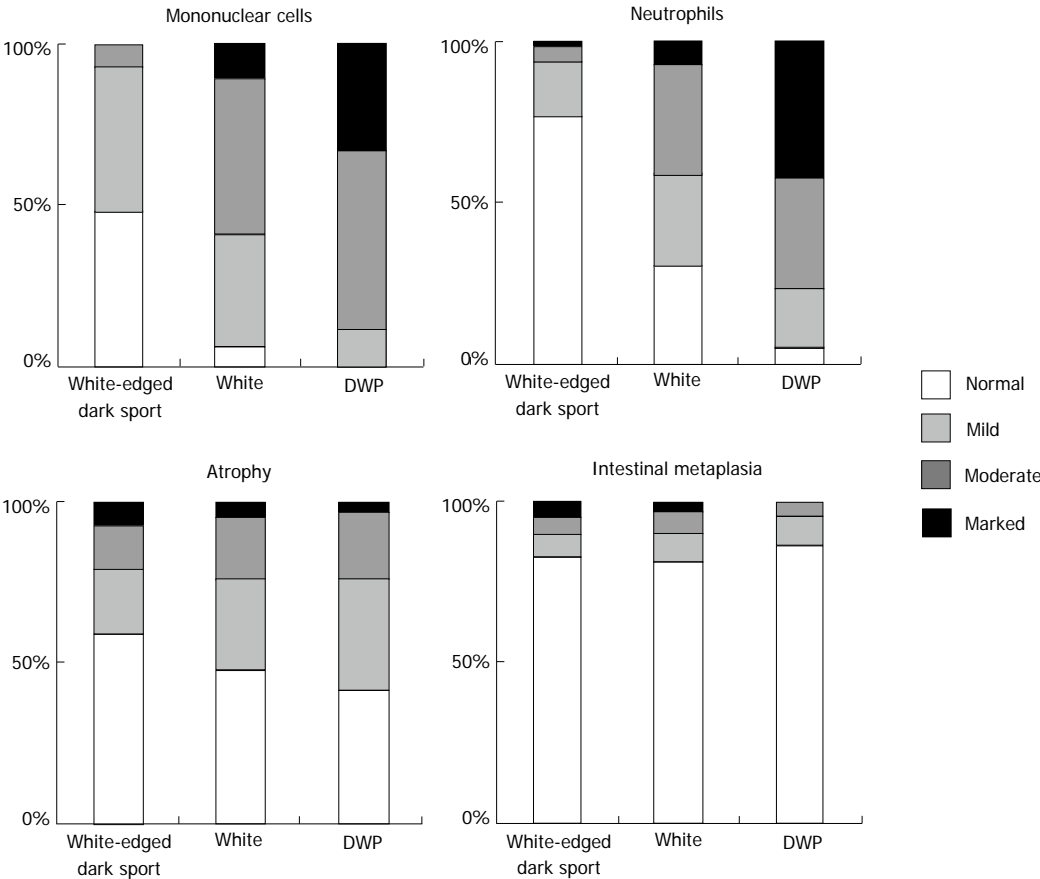 Mononuclear cells
100%
50%
0%
White-edged
dark sport
White
DWP
Neutrophils
100%
50%
0%
White-edged
dark sport
White
DWP
Normal
Mild
Moderate
Marked
Atrophy
100%
50%
0%
White-edged
dark sport
White
DWP
Intestinal metaplasia
100%
50%
0%
White-edged
dark sport
White
DWP